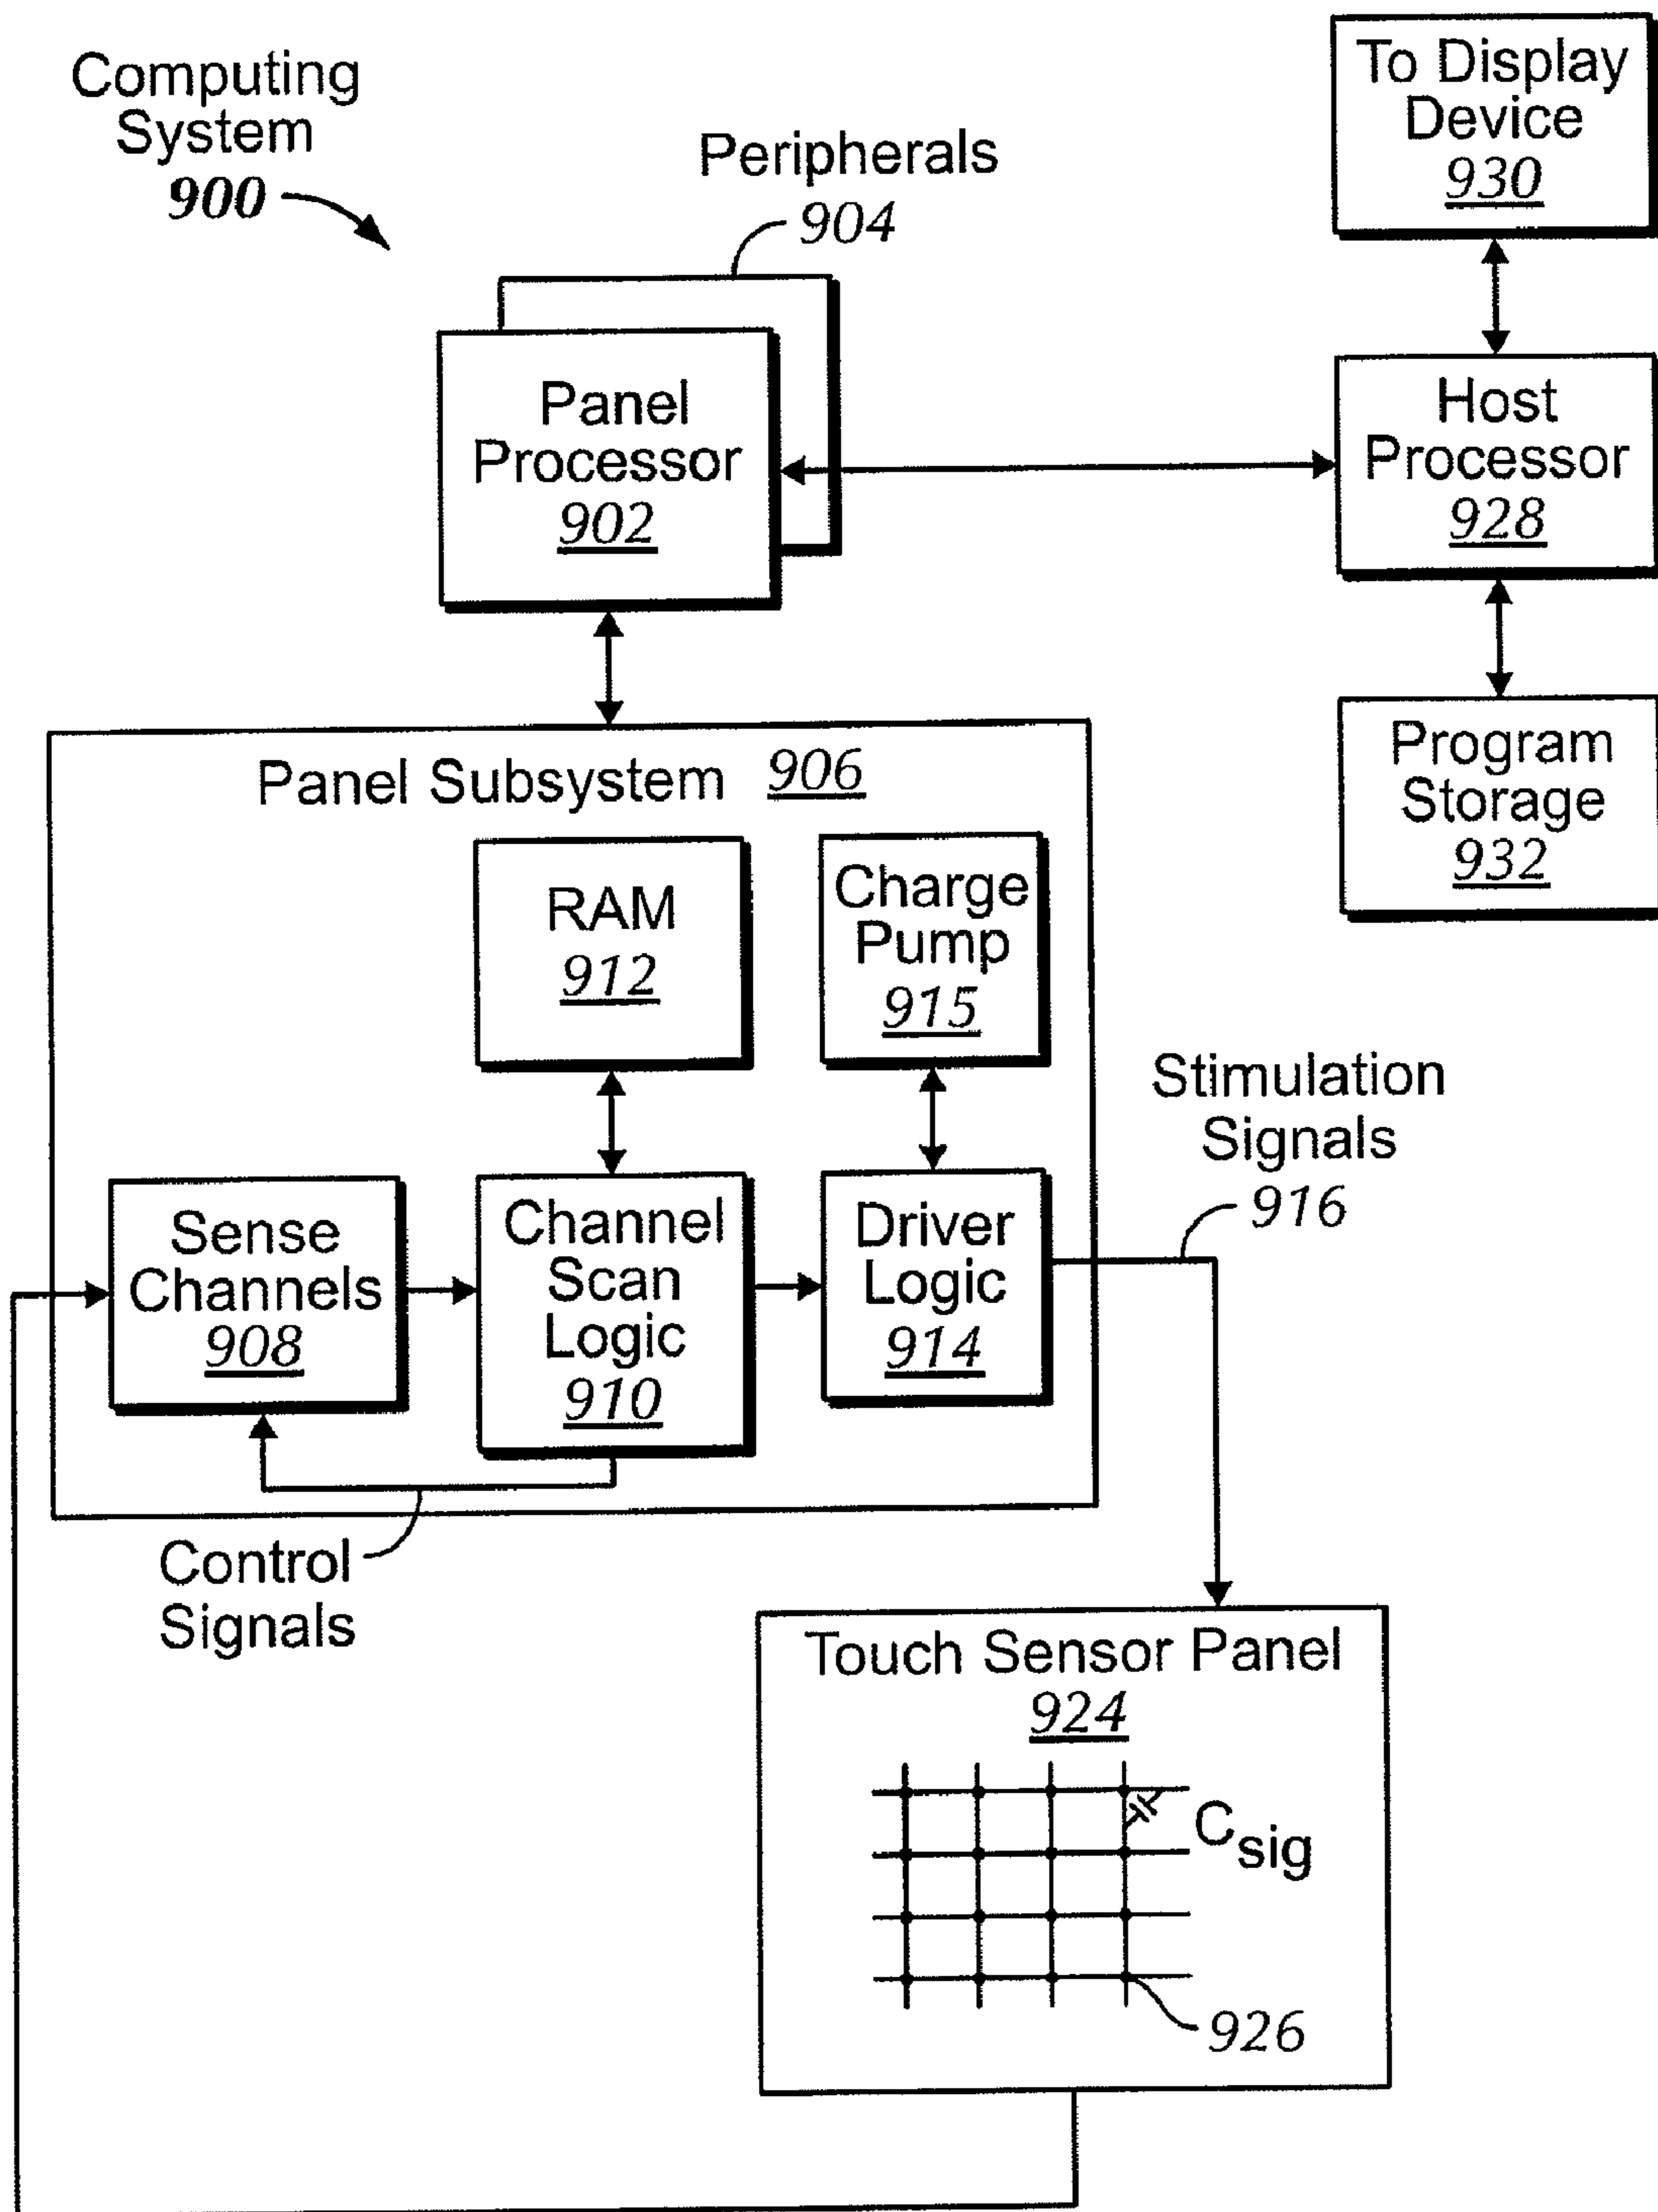 Computing
System
900
Peripherals
904
To Display
Device
930
Panel
Processor
902
Host
Processor
928
Program
Storage
932
Panel Subsystem 906
RAM
912
Charge
Pump
915
Stimulation
Signals
916
Sense
Channels
908
Channel
Scan
Logic
910
Driver
Logic
914
Control
Signals
Touch Sensor Panel
924
Csig
926